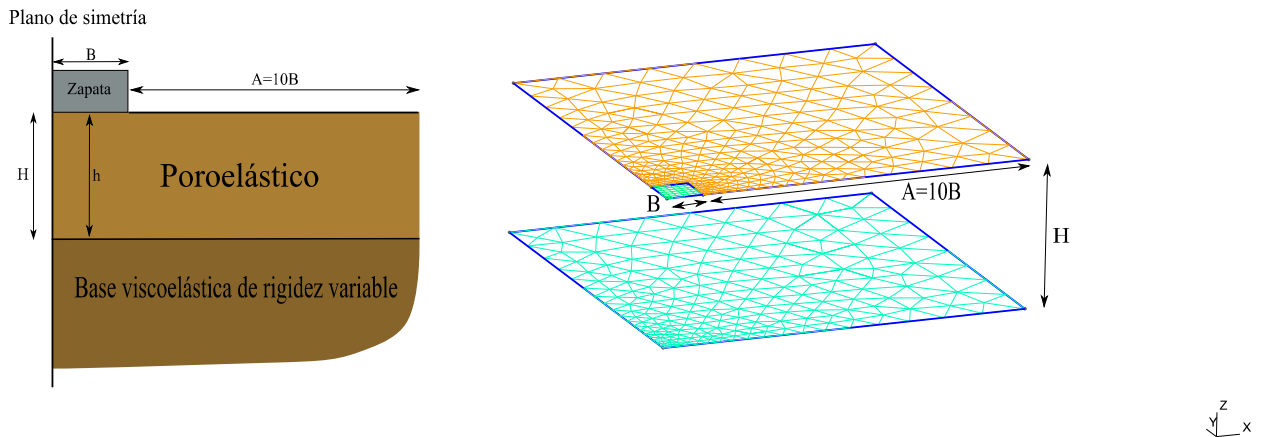 Plano de simetría
B
Zapata
A=10B
H
h
Poroelástico
Base viscoelástica de rigidez variable
B
A=10B
H
Z
Y
X